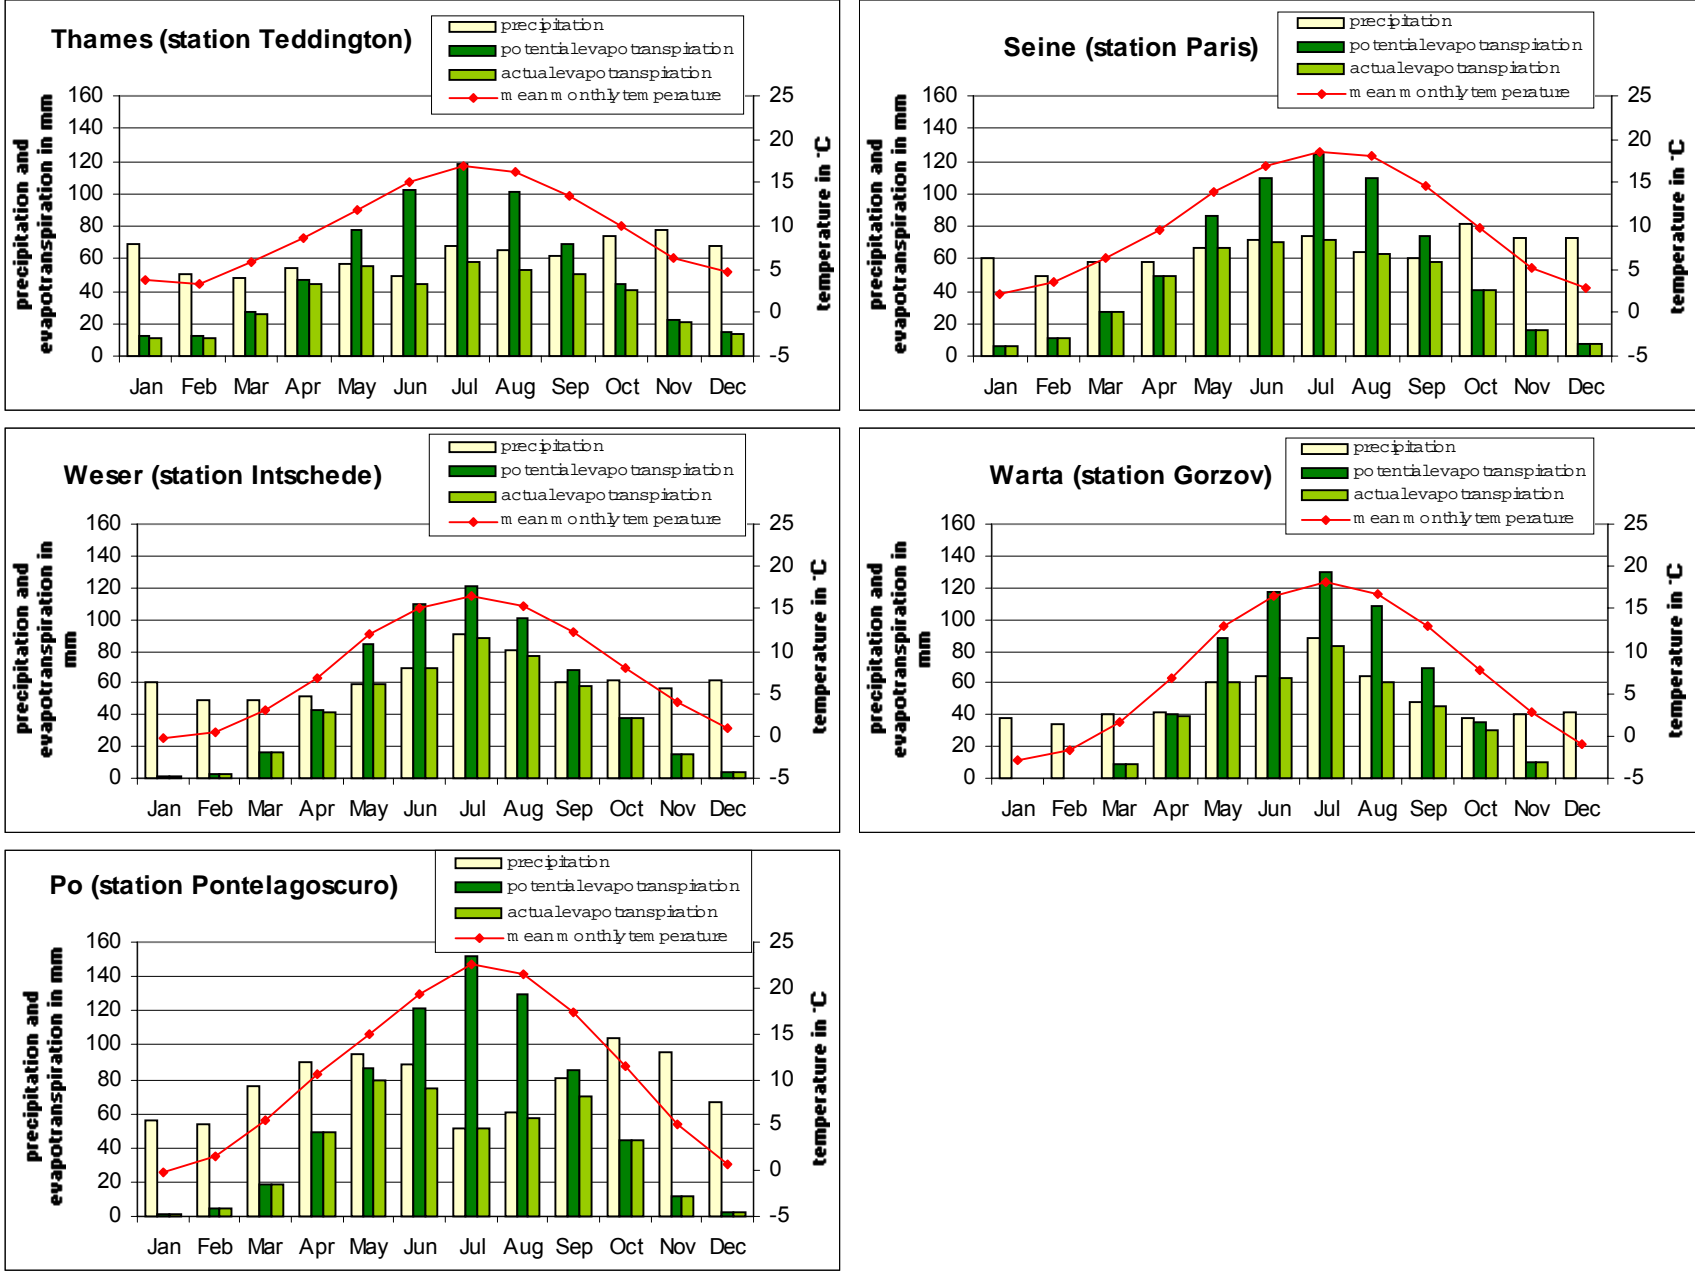 Thames (station Teddington)
precipitation
potential evapotranspiration
actual evapotranspiration
mean monthly temperature
precipitation and
evapotranspiration in mm
160
140
120
100
80
60
40
20
0
25
20
15
10
5
0
-5
temperature in °C
Jan Feb Mar Apr May Jun Jul Aug Sep Oct Nov Dec
Seine (station Paris)
precipitation
potential evapotranspiration
actual evapotranspiration
mean monthly temperature
precipitation and
evapotranspiration in mm
160
140
120
100
80
60
40
20
0
25
20
15
10
5
0
-5
temperature in °C
Jan Feb Mar Apr May Jun Jul Aug Sep Oct Nov Dec
Weser (station Intschede)
precipitation
potential evapotranspiration
actual evapotranspiration
mean monthly temperature
precipitation and
evapotranspiration in
mm
160
140
120
100
80
60
40
20
0
25
20
15
10
5
0
-5
temperature in °C
Jan Feb Mar Apr May Jun Jul Aug Sep Oct Nov Dec
Warta (station Gorzov)
precipitation
potential evapotranspiration
actual evapotranspiration
mean monthly temperature
precipitation and
evapotranspiration in
mm
160
140
120
100
80
60
40
20
0
25
20
15
10
5
0
-5
temperature in °C
Jan Feb Mar Apr May Jun Jul Aug Sep Oct Nov Dec
Po (station Pontelagoscuro)
precipitation
potential evapotranspiration
actual evapotranspiration
mean monthly temperature
precipitation and
evapotranspiration in mm
160
140
120
100
80
60
40
20
0
25
20
15
10
5
0
-5
temperature in °C
Jan Feb Mar Apr May Jun Jul Aug Sep Oct Nov Dec